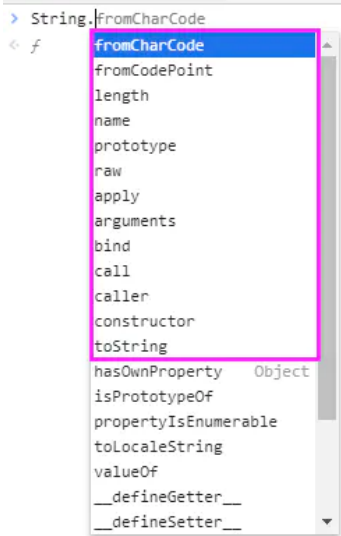 > String.fromCharCode
f
fromCharCode
fromCodePoint
length
name
prototype
raw
apply
arguments
bind
call
caller
constructor
toString
hasOwnProperty Object
isPrototypeOf
propertyIsEnumerable
toLocaleString
valueOf
__defineGetter__
__defineSetter__